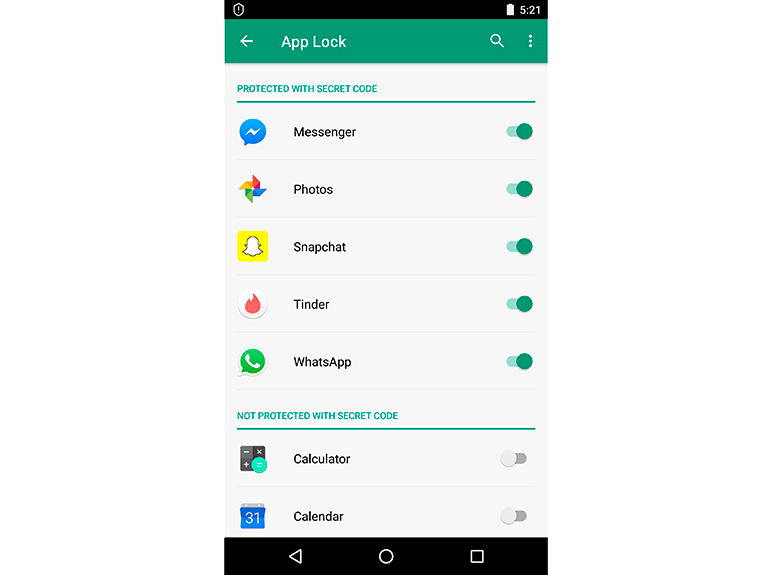 5:21
App Lock
PROTECTED WITH SECRET CODE
Messenger
Photos
Snapchat
Tinder
WhatsApp
NOT PROTECTED WITH SECRET CODE
Calculator
31 Calendar